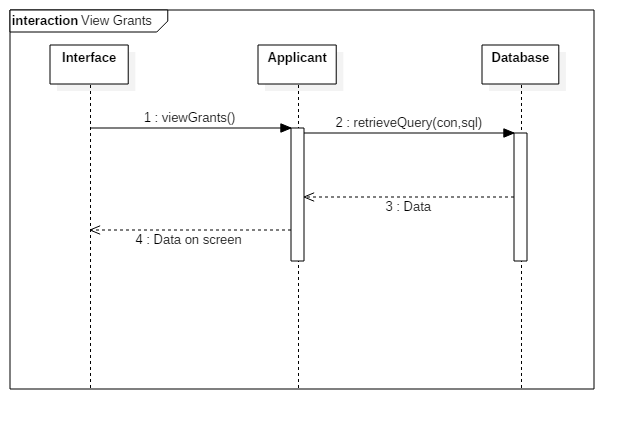 interaction View Grants
Interface
Applicant
Database
1 : viewGrants()
2 : retrieveQuery(con,sql)
3 : Data
4 : Data on screen